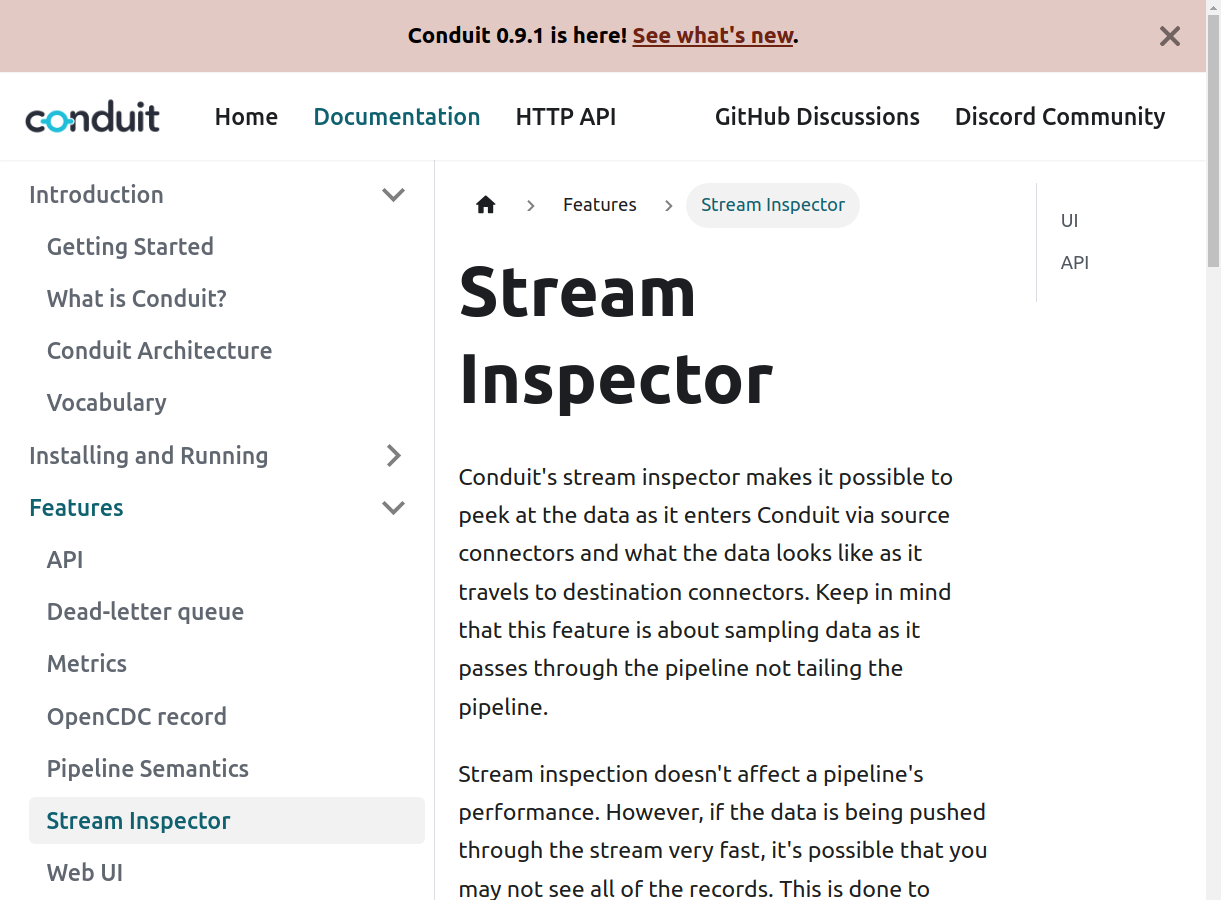 Conduit 0.9.1 is here! See what's new.
conduit
Home
Documentation
HTTP API
GitHub Discussions
Discord Community
Introduction
Getting Started
What is Conduit?
Conduit Architecture
Vocabulary
Installing and Running
Features
API
Dead-letter queue
Metrics
OpenCDC record
Pipeline Semantics
Stream Inspector
Web UI
Features
Stream Inspector
Stream
Inspector
Conduit's stream inspector makes it possible to
peek at the data as it enters Conduit via source
connectors and what the data looks like as it
travels to destination connectors. Keep in mind
that this feature is about sampling data as it
passes through the pipeline not tailing the
pipeline.
Stream inspection doesn't affect a pipeline's
performance. However, if the data is being pushed
through the stream very fast, it's possible that you
may not see all of the records. This is done to
UI
API